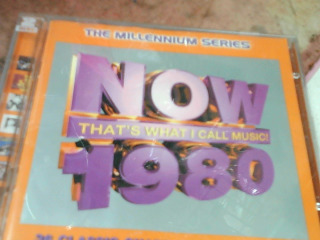 THE MILLENNIUM SERIES
NOW
THAT'S WHAT I CALL MUSIC!
1980